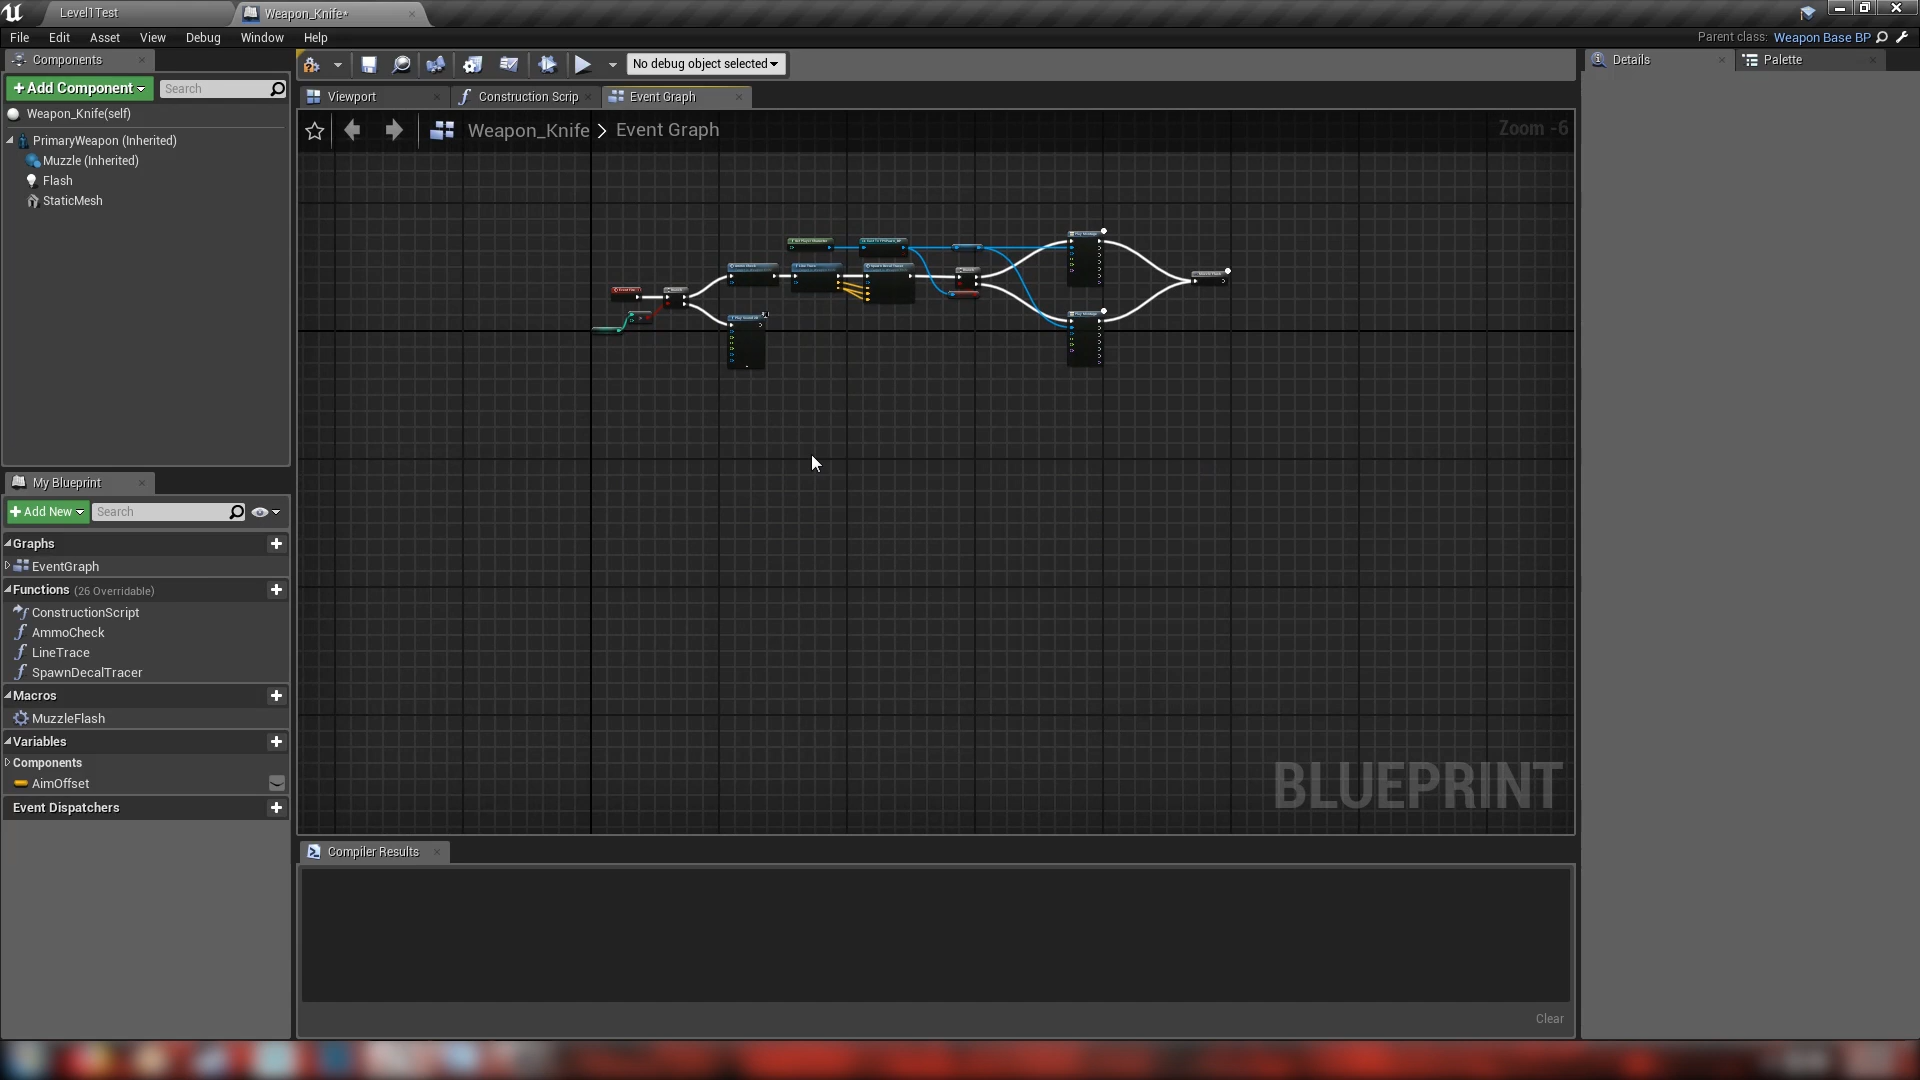 Level1Test
Weapon_Knife*
File Edit Asset View Debug Window Help
Parent class: Weapon Base BP
Components
+Add Component
Search
Weapon_Knife(self)
PrimaryWeapon (Inherited)
Muzzle (Inherited)
Flash
StaticMesh
No debug object selected
Viewport
Construction Scrip
Event Graph
Weapon_Knife > Event Graph
Zoom -6
BLUEPRINT
My Blueprint
+Add New
Search
Graphs
EventGraph
Functions (26 Overridable)
ConstructionScript
AmmoCheck
LineTrace
SpawnDecalTracer
Macros
MuzzleFlash
Variables
Components
AimOffset
Event Dispatchers
Compiler Results
Clear
Details
Palette